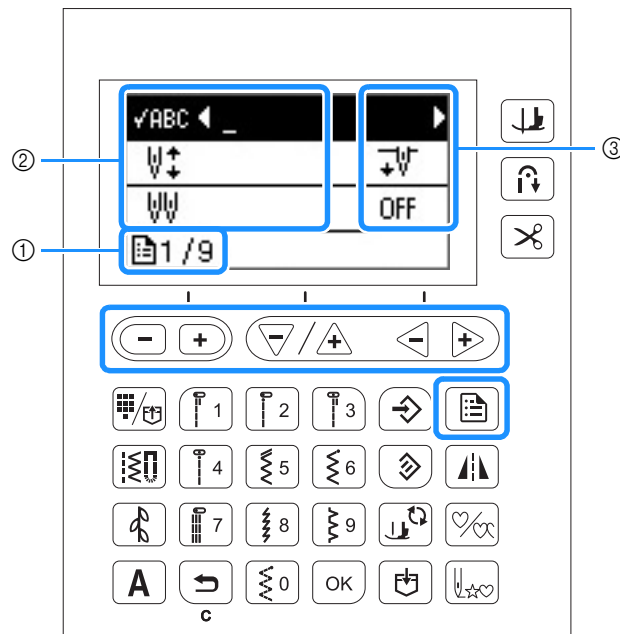 ✓ABC _
②
③
OFF
①
1/9
- + - / + - +
1 2 3
4 5 6
7 8 9
A 0 OK
C